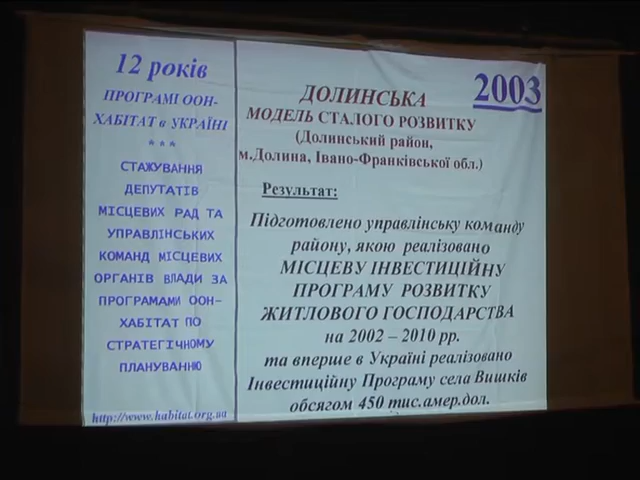 12 років
ПРОГРАМІ ООН-
ХАБІТАТ в УКРАЇНІ
* * *
СТАЖУВАННЯ
ДЕПУТАТІВ
МІСЦЕВИХ РАД ТА
УПРАВЛІНСЬКИХ
КОМАНД МІСЦЕВИХ
ОРГАНІВ ВЛАДИ ЗА
ПРОГРАМАМИ ООН-
ХАБІТАТ ПО
СТРАТЕГІЧНОМУ
ПЛАНУВАННЮ
http://www.habitat.org.ua
2003
ДОЛИНСЬКА
МОДЕЛЬ СТАЛОГО РОЗВИТКУ
(Долинський район,
м.Долина, Івано-Франківської обл.)
Результат:
Підготовлено управлінську команду
району, якою реалізовано
МІСЦЕВУ ІНВЕСТИЦІЙНУ
ПРОГРАМУ РОЗВИТКУ
ЖИТЛОВОГО ГОСПОДАРСТВА
на 2002 – 2010 рр.
та вперше в Україні реалізовано
Інвестиційну Програму села Вишків
обсягом 450 тис.амер.дол.